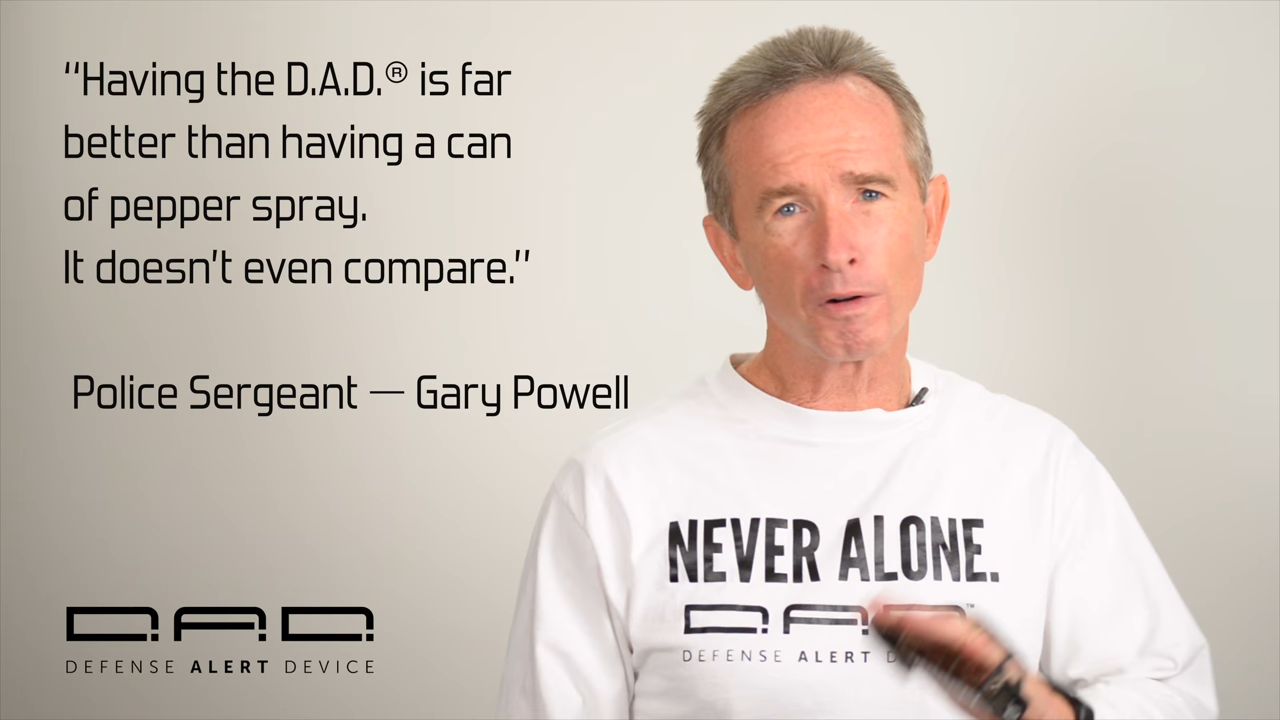 “Having the D.A.D.® is far
better than having a can
of pepper spray.
It doesn't even compare.”
Police Sergeant — Gary Powell
D.A.D.
DEFENSE ALERT DEVICE
NEVER ALONE.
D.A.D.™
DEFENSE ALERT D